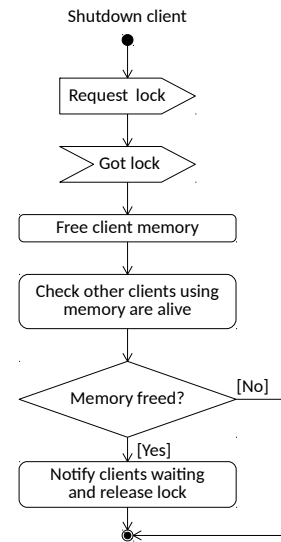 Shutdown client
Request lock
Got lock
Free client memory
Check other clients using
memory are alive
Memory freed?
[No]
[Yes]
Notify clients waiting
and release lock